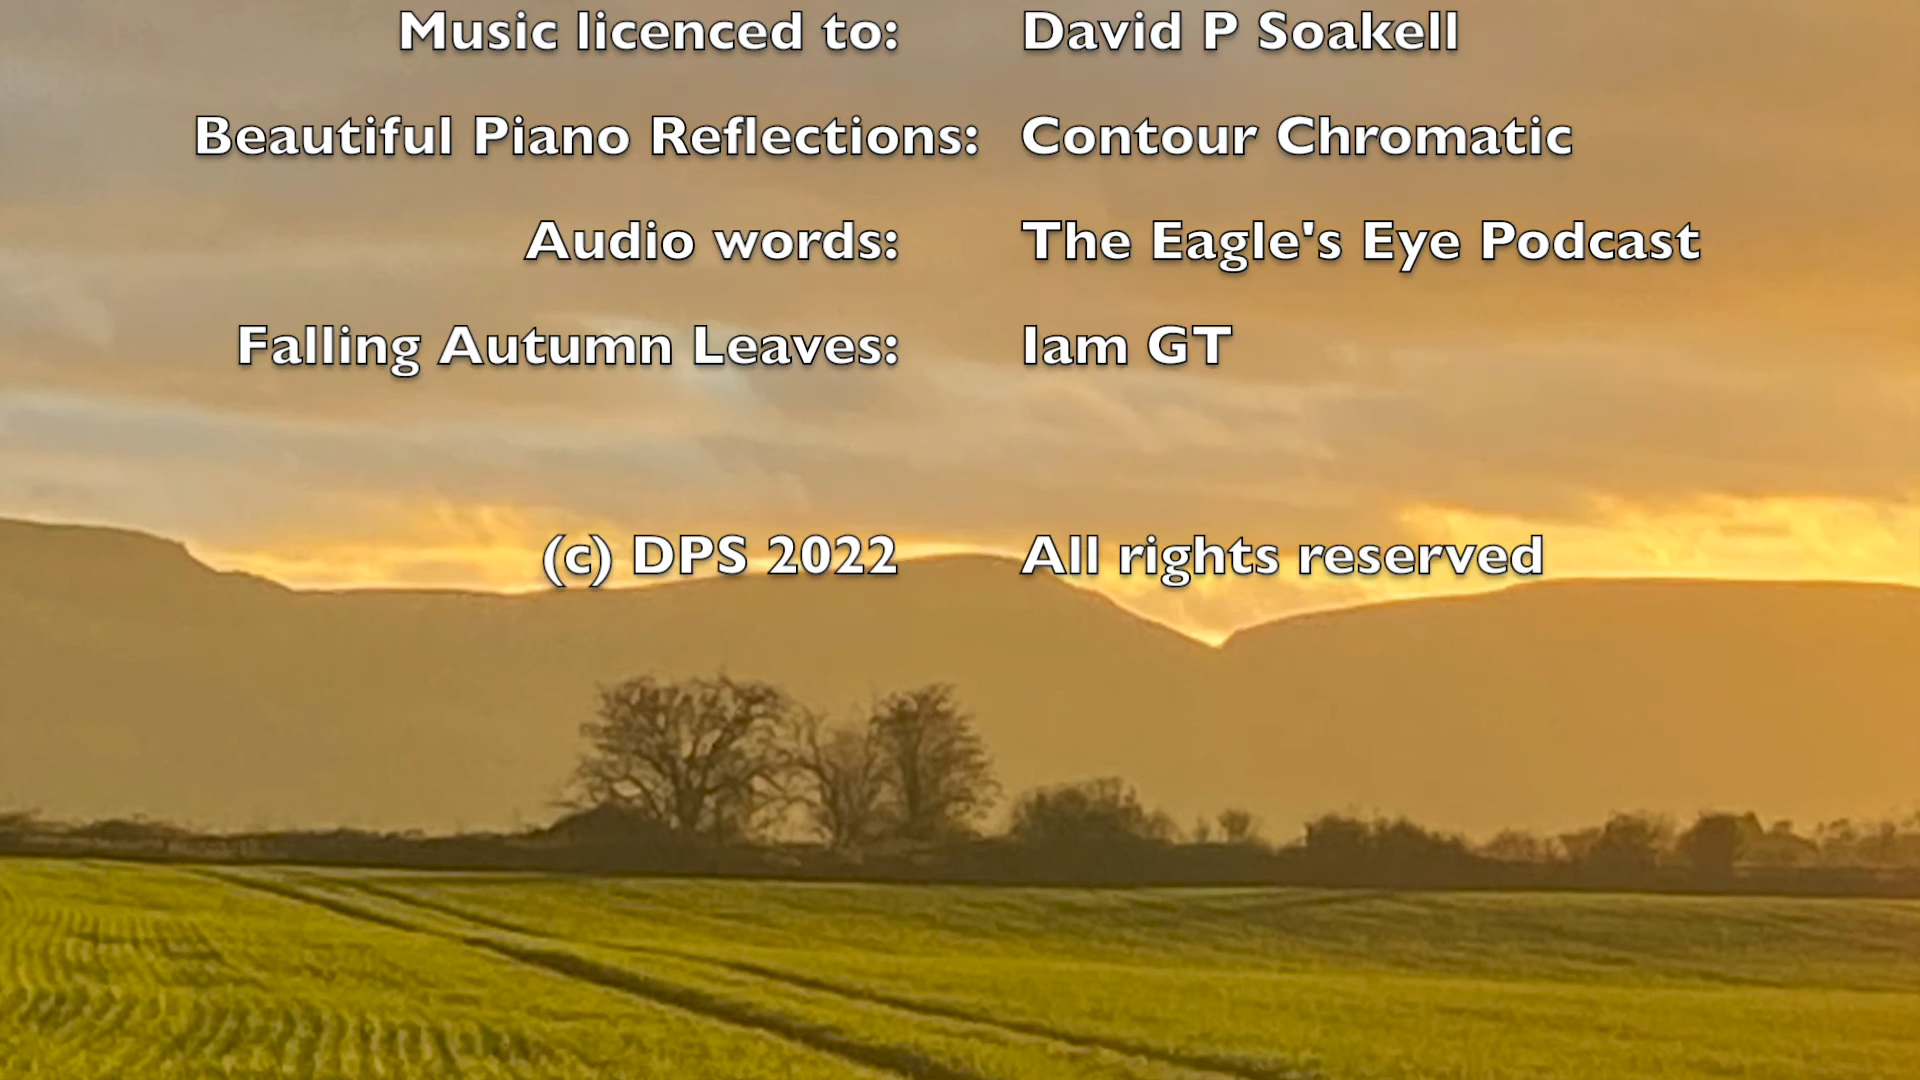 Music licenced to: David P Soakell
Beautiful Piano Reflections: Contour Chromatic
Audio words: The Eagle's Eye Podcast
Falling Autumn Leaves: Iam GT
(c) DPS 2022 All rights reserved